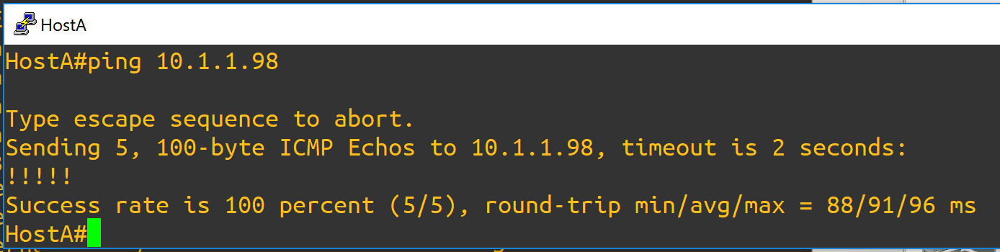 HostA
HostA#ping 10.1.1.98
Type escape sequence to abort.
Sending 5, 100-byte ICMP Echos to 10.1.1.98, timeout is 2 seconds:
!!!!!
Success rate is 100 percent (5/5), round-trip min/avg/max = 88/91/96 ms
HostA#